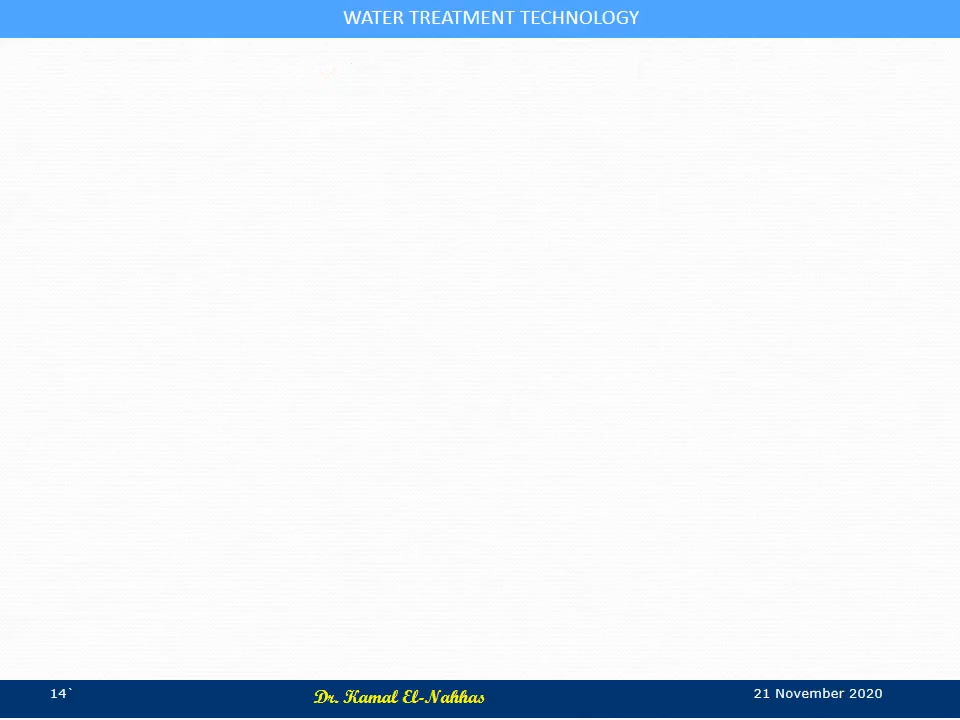 WATER TREATMENT TECHNOLOGY
14`
Dr. Kamal El-Nahhas
21 November 2020